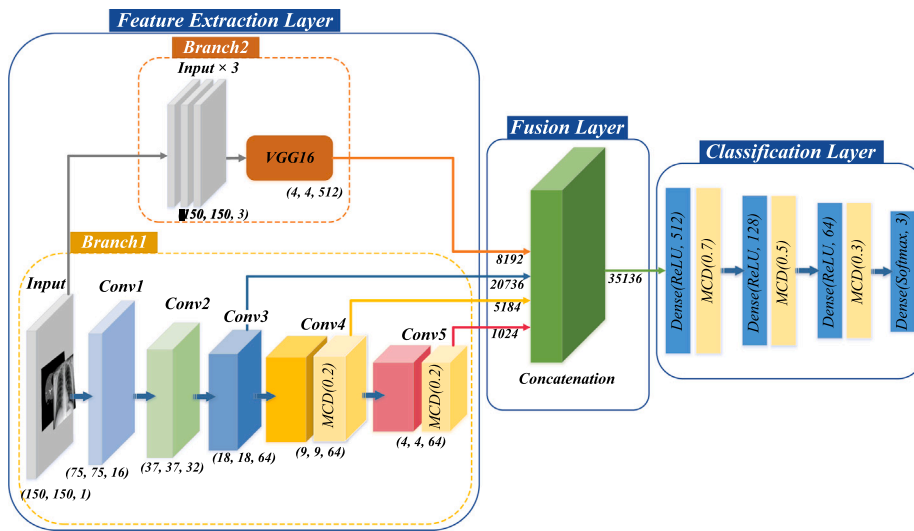 Feature Extraction Layer
Branch2
Input × 3
VGG16
(4, 4, 512)
(150, 150, 3)
Branch1
Input
Conv1
Conv2
Conv3
Conv4
Conv5
MCD(0.2)
MCD(0.2)
(150, 150, 1)
(75, 75, 16)
(37, 37, 32)
(18, 18, 64)
(9, 9, 64)
(4, 4, 64)
Fusion Layer
8192
20736
5184
1024
35136
Concatenation
Classification Layer
Dense(ReLU, 512)
MCD(0.7)
Dense(ReLU, 128)
MCD(0.5)
Dense(ReLU, 64)
MCD(0.3)
Dense(Softmax, 3)